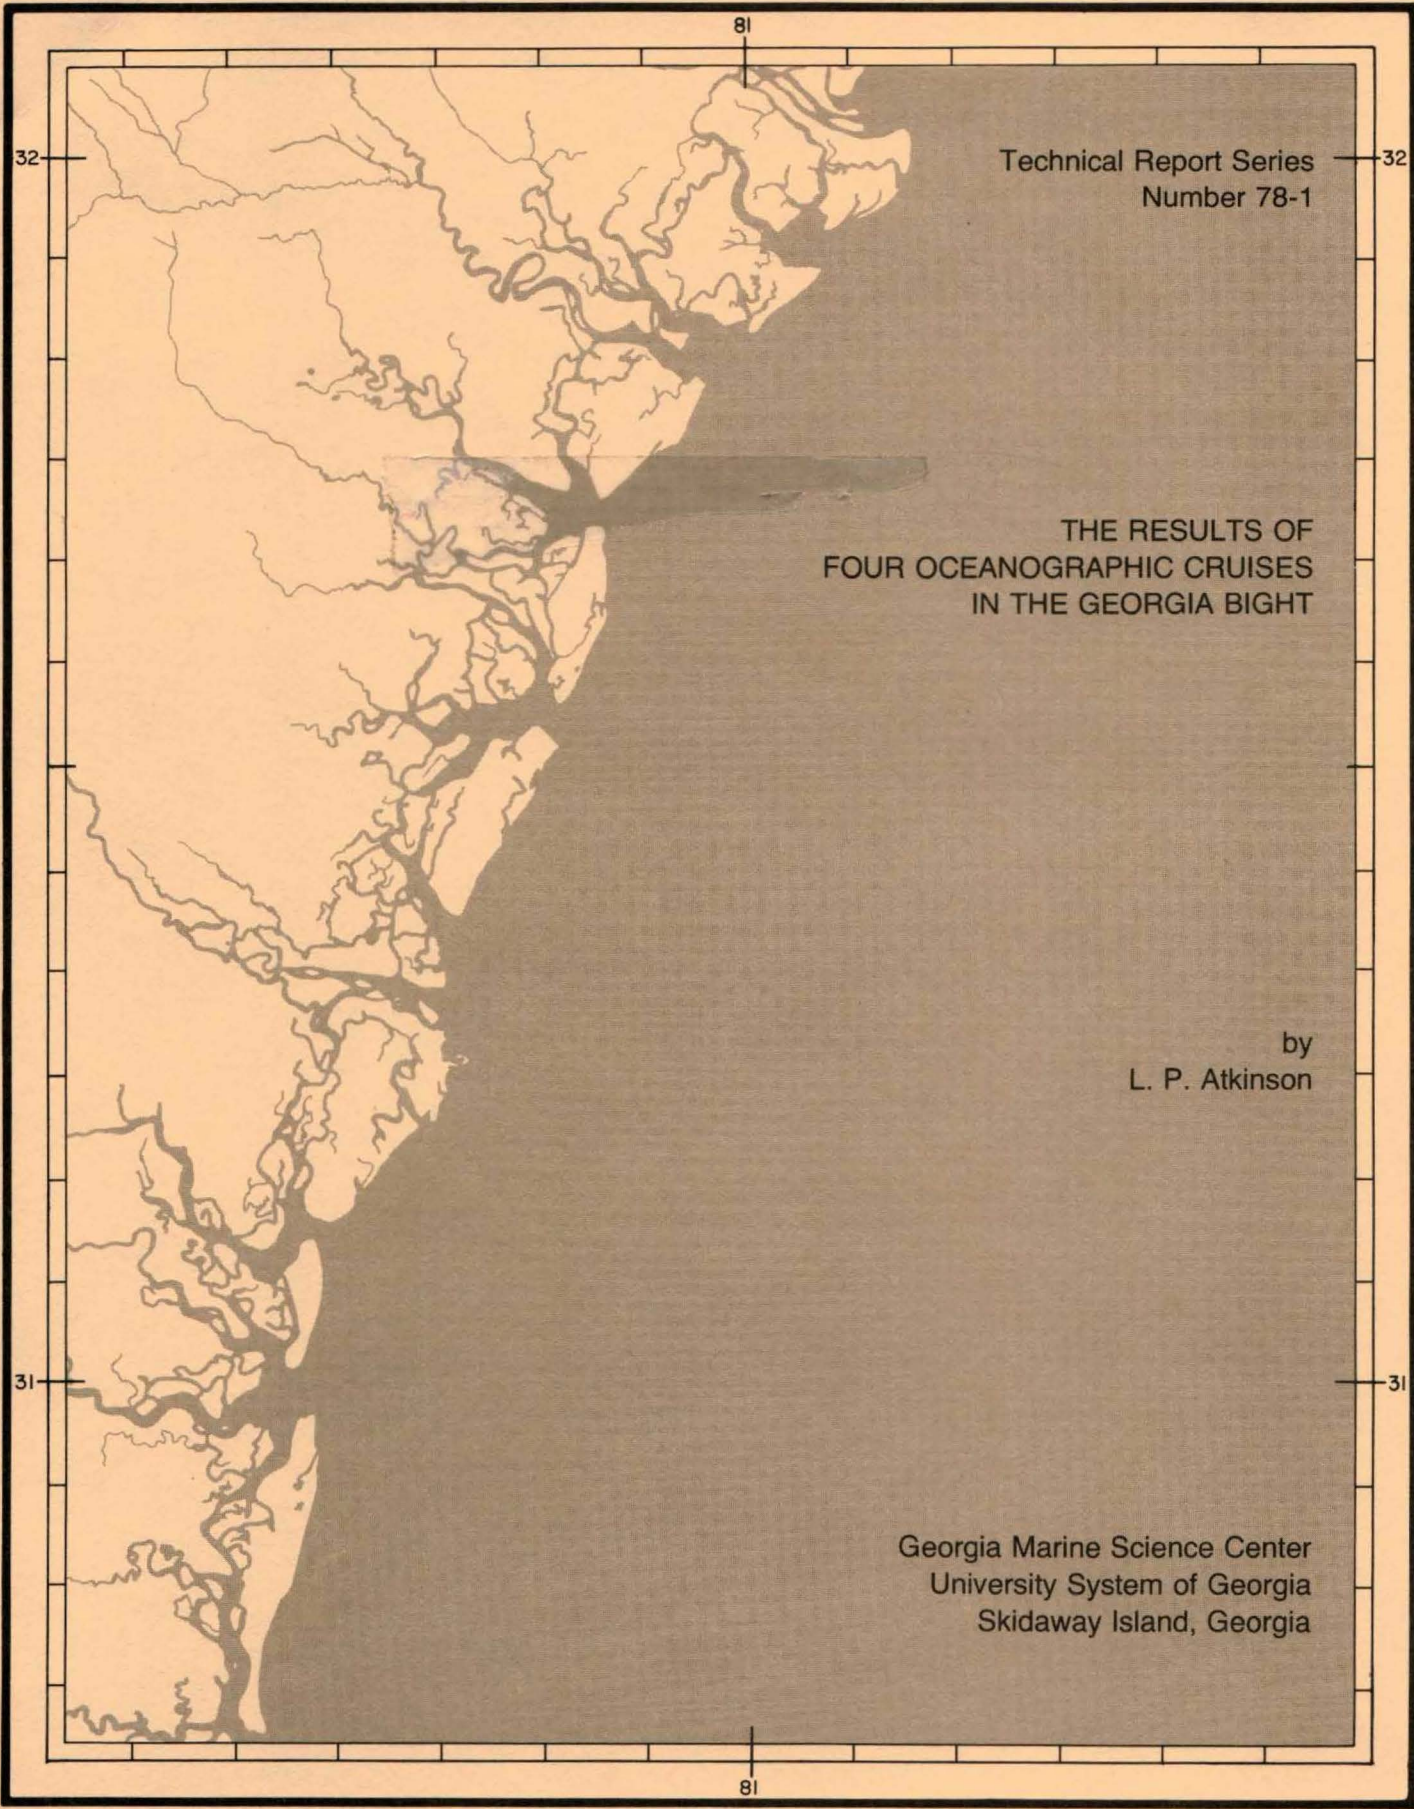 81
32
Technical Report Series
32
Number 78-1
THE RESULTS OF
FOUR OCEANOGRAPHIC CRUISES
IN THE GEORGIA BIGHT
by
L. P. Atkinson
31
31
Georgia Marine Science Center
University System of Georgia
Skidaway Island, Georgia
81